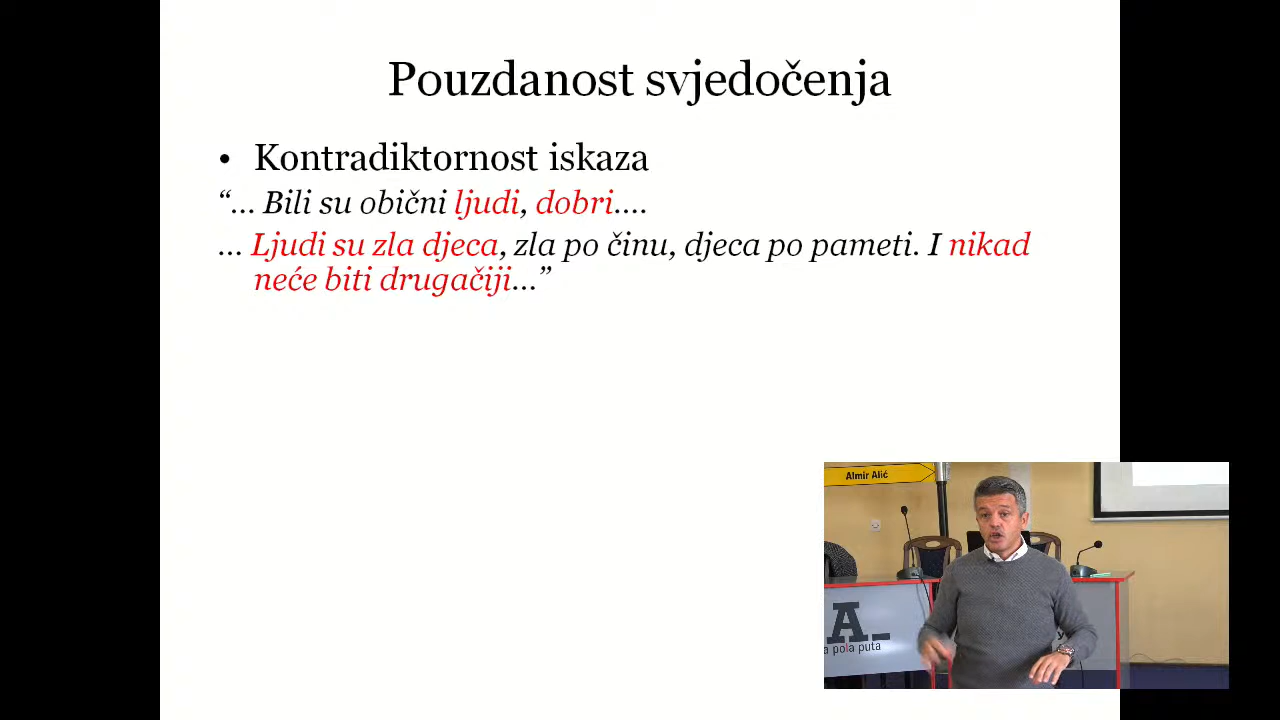 Pouzdanost svjedočenja
• Kontradiktornost iskaza
“… Bili su obični ljudi, dobri….
… Ljudi su zla djeca, zla po činu, djeca po pameti. I nikad
neće biti drugačiji…”
Almir Alić
A_
a pola puta